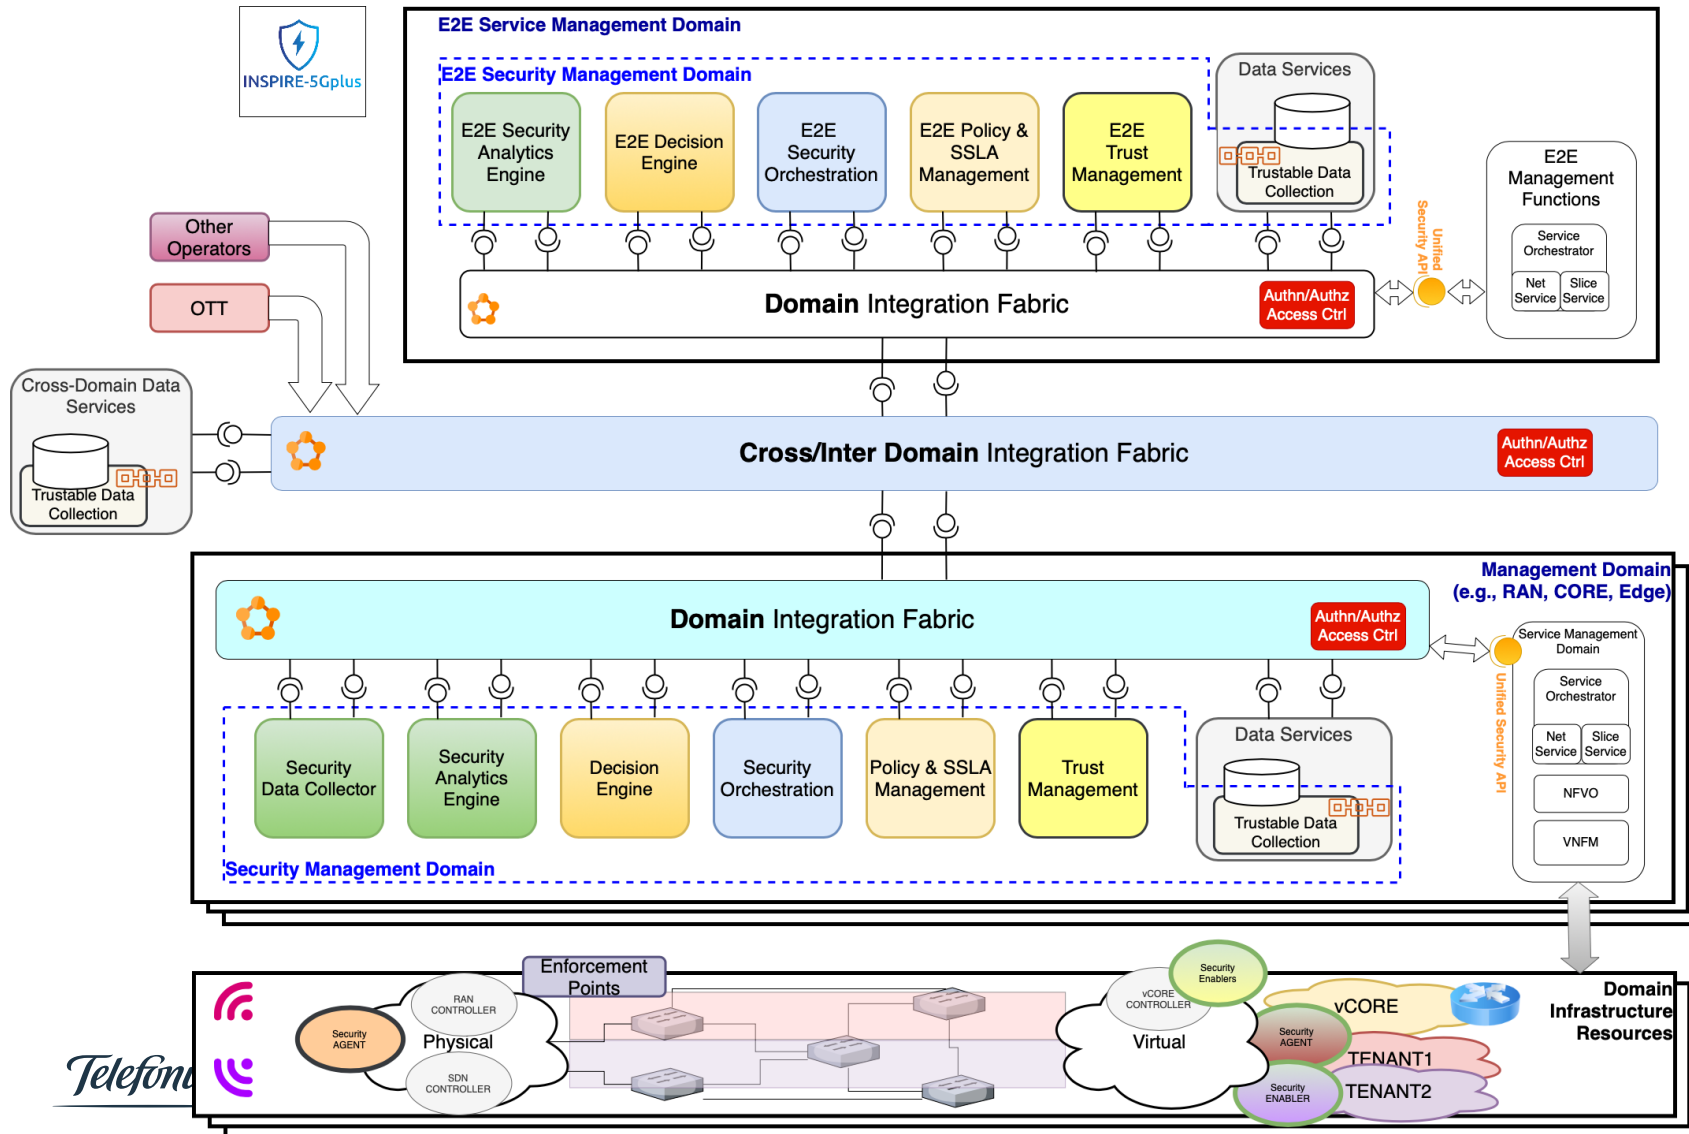 INSPIRE-5Gplus
E2E Service Management Domain
E2E Security Management Domain
E2E Security
Analytics
Engine
E2E Decision
Engine
E2E
Security
Orchestration
E2E Policy &
SSLA
Management
E2E
Trust
Management
Data Services
Trustable Data
Collection
Unified
Security API
E2E
Management
Functions
Service
Orchestrator
Net
Service
Slice
Service
Domain Integration Fabric
Authn/Authz
Access Ctrl
Other
Operators
OTT
Cross-Domain Data
Services
Trustable Data
Collection
Cross/Inter Domain Integration Fabric
Authn/Authz
Access Ctrl
Management Domain
(e.g., RAN, CORE, Edge)
Domain Integration Fabric
Authn/Authz
Access Ctrl
Service Management
Domain
Service
Orchestrator
Net
Service
Slice
Service
NFVO
VNFM
Unified Security API
Security
Data Collector
Security
Analytics
Engine
Decision
Engine
Security
Orchestration
Policy & SSLA
Management
Trust
Management
Data Services
Trustable Data
Collection
Security Management Domain
Enforcement
Points
RAN
CONTROLLER
Security
AGENT
Physical
SDN
CONTROLLER
vCORE
CONTROLLER
Security
Enablers
Virtual
vCORE
Security
AGENT
TENANT1
Security
ENABLER
TENANT2
Domain
Infrastructure
Resources